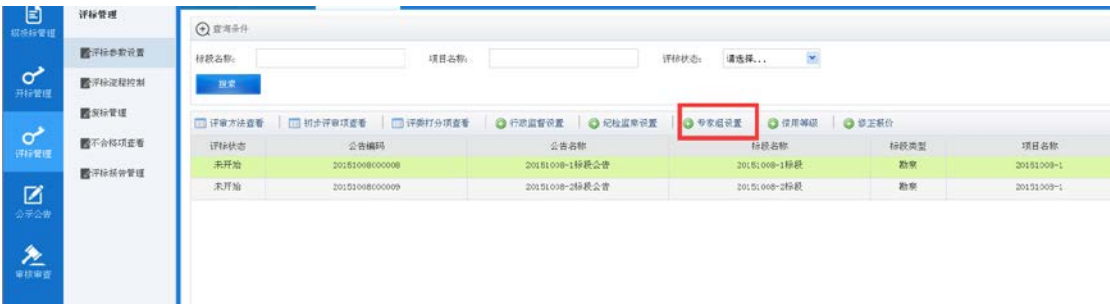 招投标管理
开标管理
评标管理
公示公告
审核审查
评标管理
评标参数设置
评标流程控制
废标管理
不合格项查看
评标报告管理
查询条件
标段名称: 项目名称: 评标状态: 请选择...
搜索
评审方法查看 初步评审项查看 评委打分项查看 行政监督设置 纪检监察设置 专家组设置 信用等级 修正报价
评标状态 公告编码 公告名称 标段名称 标段类型 项目名称
未开始 20151008000008 20151008-1标段公告 20151008-1标段 勘察 20151008-1
未开始 20151008000009 20151008-2标段公告 20151008-2标段 勘察 20151008-1